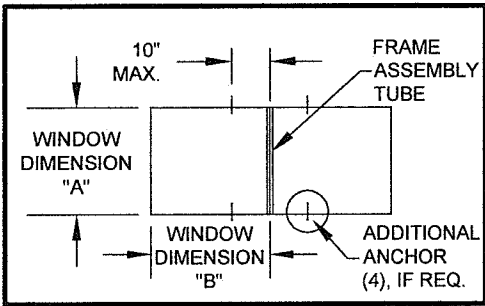 10"
MAX.
FRAME
ASSEMBLY
TUBE
WINDOW
DIMENSION
"A"
WINDOW
DIMENSION
"B"
ADDITIONAL
ANCHOR
(4), IF REQ.